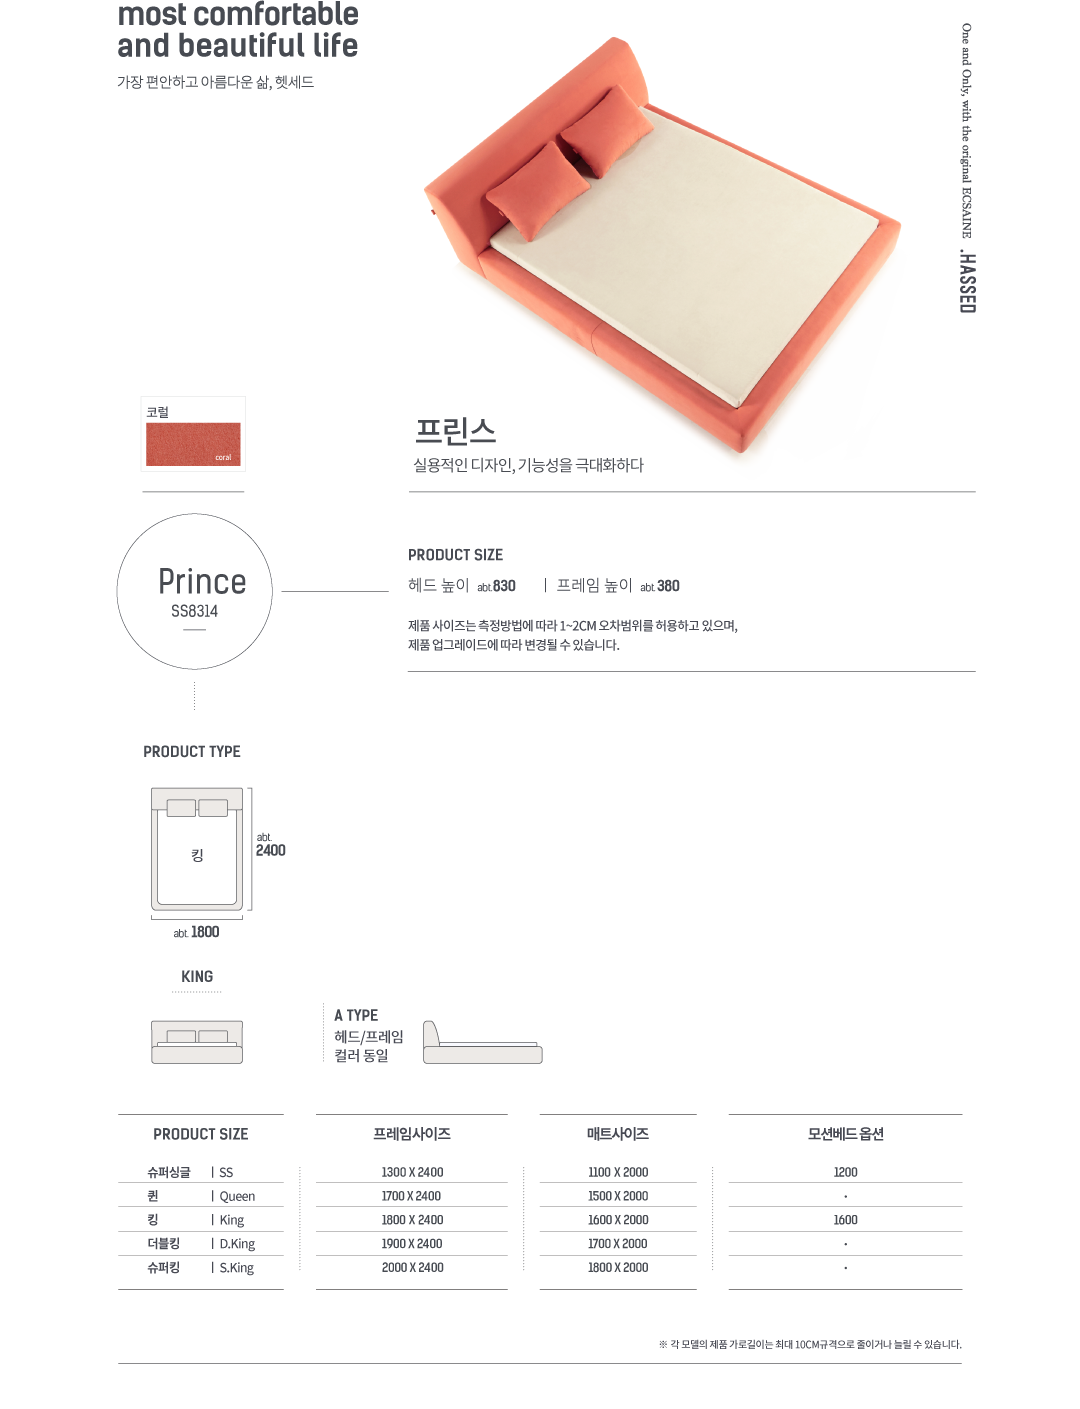 most comfortable
and beautiful life
가장 편안하고 아름다운 삶, 헷세드
One and Only, with the original ECSAINE .HASSED
코럴
coral
프린스
실용적인 디자인, 기능성을 극대화하다
Prince
SS8314
PRODUCT SIZE
헤드 높이 abt.830 | 프레임 높이 abt.380
제품 사이즈는 측정방법에 따라 1~2CM 오차범위를 허용하고 있으며,
제품 업그레이드에 따라 변경될 수 있습니다.
PRODUCT TYPE
킹
abt.
2400
abt. 1800
KING
A TYPE
헤드/프레임
컬러 동일
PRODUCT SIZE 프레임사이즈 매트사이즈 모션베드 옵션
슈퍼싱글 | SS 1300 X 2400 1100 X 2000 1200
퀸 | Queen 1700 X 2400 1500 X 2000 ·
킹 | King 1800 X 2400 1600 X 2000 1600
더블킹 | D.King 1900 X 2400 1700 X 2000 ·
슈퍼킹 | S.King 2000 X 2400 1800 X 2000 ·
※ 각 모델의 제품 가로길이는 최대 10CM규격으로 줄이거나 늘릴 수 있습니다.